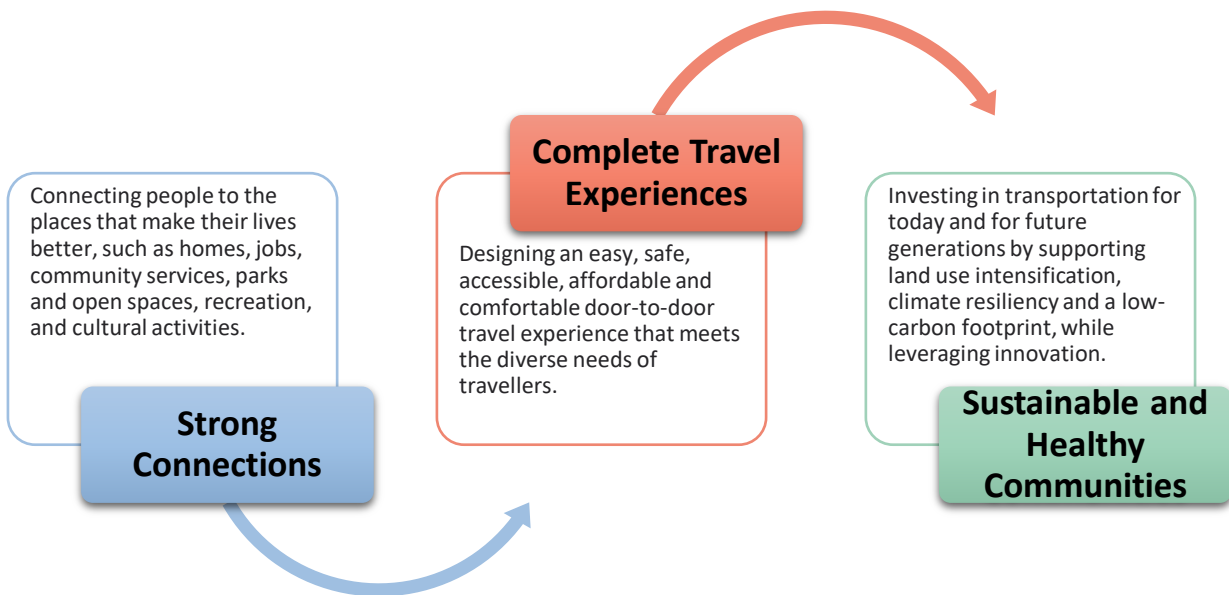 Connecting people to the
places that make their lives
better, such as homes, jobs,
community services, parks
and open spaces, recreation,
and cultural activities.
Strong
Connections
Complete Travel
Experiences
Designing an easy, safe,
accessible, affordable and
comfortable door-to-door
travel experience that meets
the diverse needs of
travellers.
Investing in transportation for
today and for future
generations by supporting
land use intensification,
climate resiliency and a low-
carbon footprint, while
leveraging innovation.
Sustainable and
Healthy
Communities